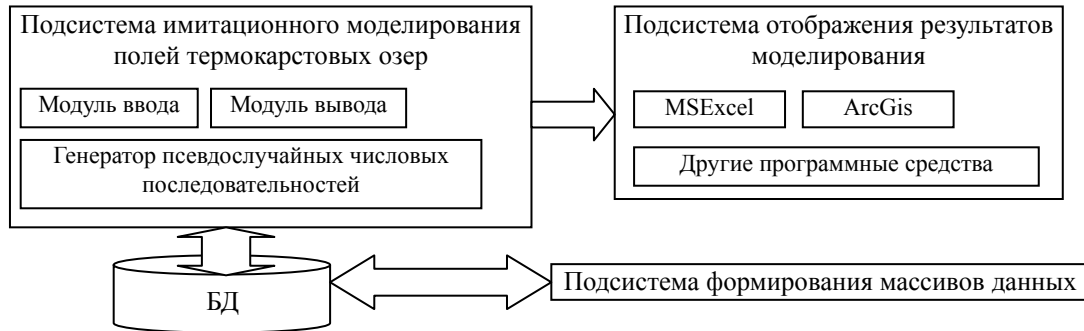 Подсистема имитационного моделирования
полей термокарстовых озер
Модуль ввода
Модуль вывода
Генератор псевдослучайных числовых
последовательностей
Подсистема отображения результатов
моделирования
MSExcel
ArcGis
Другие программные средства
БД
Подсистема формирования массивов данных